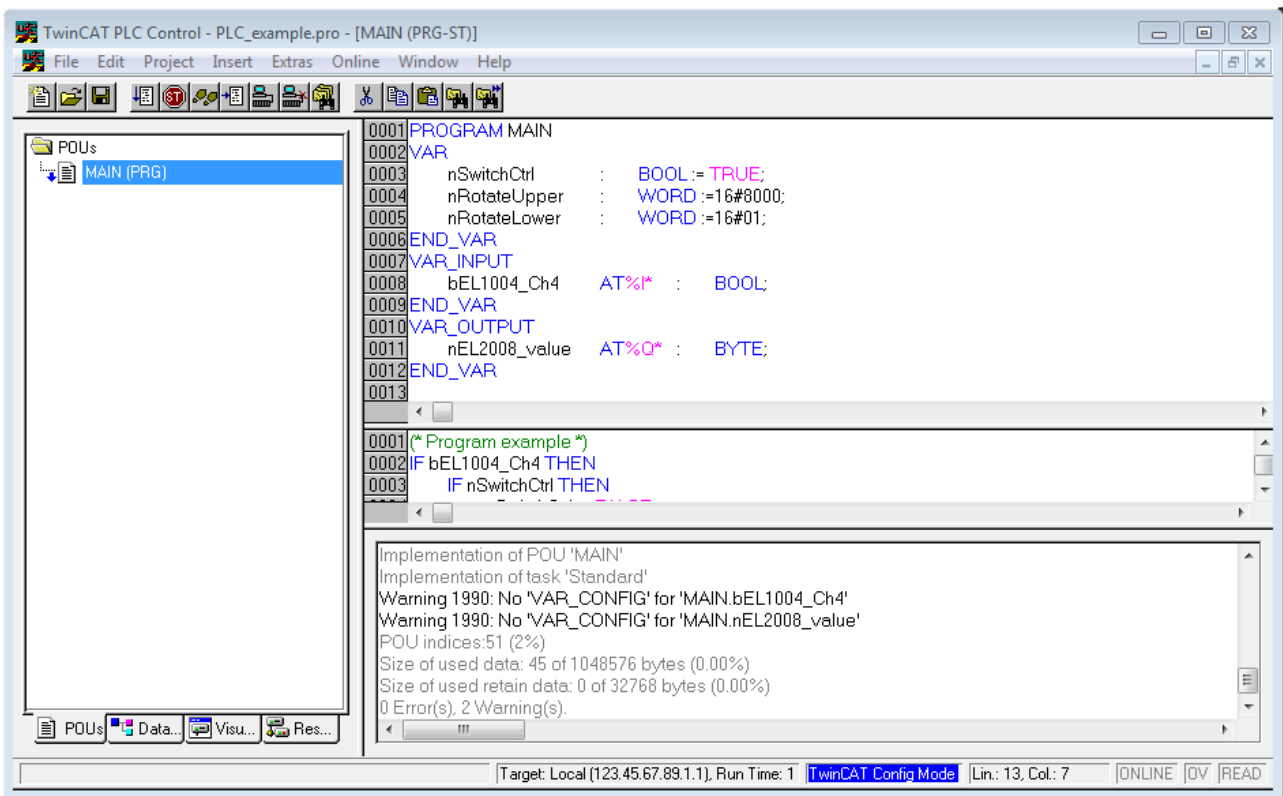 TwinCAT PLC Control - PLC_example.pro - [MAIN (PRG-ST)]
File Edit Project Insert Extras Online Window Help
POUs
MAIN (PRG)
0001 PROGRAM MAIN
0002 VAR
0003 nSwitchCtrl : BOOL := TRUE;
0004 nRotateUpper : WORD :=16#8000;
0005 nRotateLower : WORD :=16#01;
0006 END_VAR
0007 VAR_INPUT
0008 bEL1004_Ch4 AT%I* : BOOL;
0009 END_VAR
0010 VAR_OUTPUT
0011 nEL2008_value AT%Q* : BYTE;
0012 END_VAR
0013
0001 (* Program example *)
0002 IF bEL1004_Ch4 THEN
0003 IF nSwitchCtrl THEN
Implementation of POU 'MAIN'
Implementation of task 'Standard'
Warning 1990: No 'VAR_CONFIG' for 'MAIN.bEL1004_Ch4'
Warning 1990: No 'VAR_CONFIG' for 'MAIN.nEL2008_value'
POU indices:51 (2%)
Size of used data: 45 of 1048576 bytes (0.00%)
Size of used retain data: 0 of 32768 bytes (0.00%)
0 Error(s), 2 Warning(s).
POUs Data... Visu... Res...
Target: Local (123.45.67.89.1.1), Run Time: 1 TwinCAT Config Mode Lin.: 13, Col.: 7 ONLINE OV READ